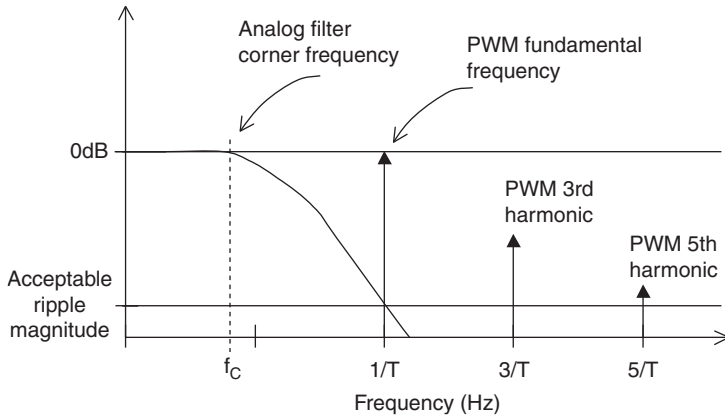 Analog filter
corner frequency
PWM fundamental
frequency
0dB
PWM 3rd
harmonic
PWM 5th
harmonic
Acceptable
ripple
magnitude
f_C
1/T
3/T
5/T
Frequency (Hz)